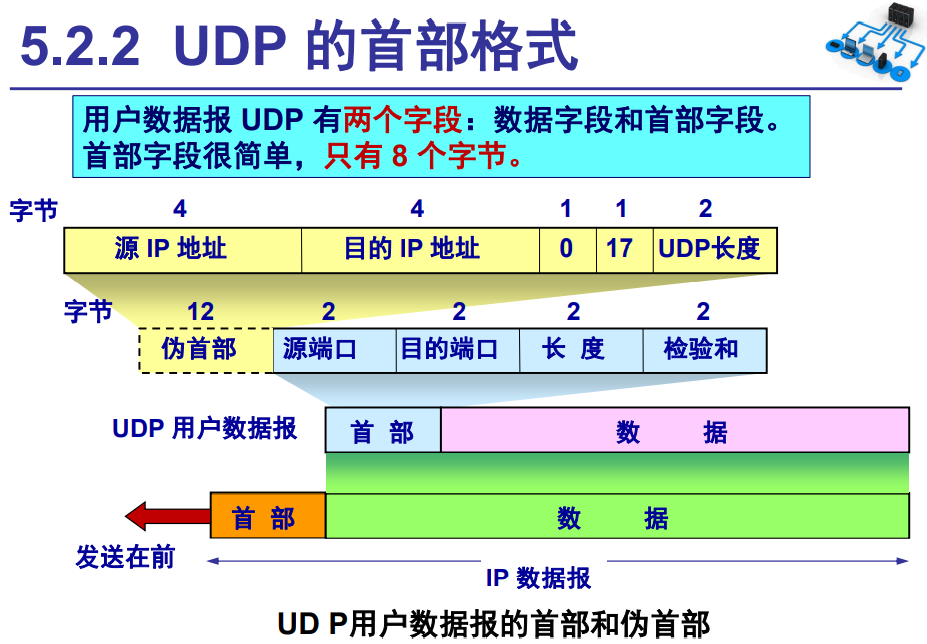 5.2.2 UDP 的首部格式
用户数据报 UDP 有两个字段：数据字段和首部字段。
首部字段很简单，只有 8 个字节。
字节 4 4 1 1 2
源 IP 地址 目的 IP 地址 0 17 UDP长度
字节 12 2 2 2 2
伪首部 源端口 目的端口 长 度 检验和
UDP 用户数据报 首 部 数 据
首 部 数 据
发送在前
IP 数据报
UD P用户数据报的首部和伪首部